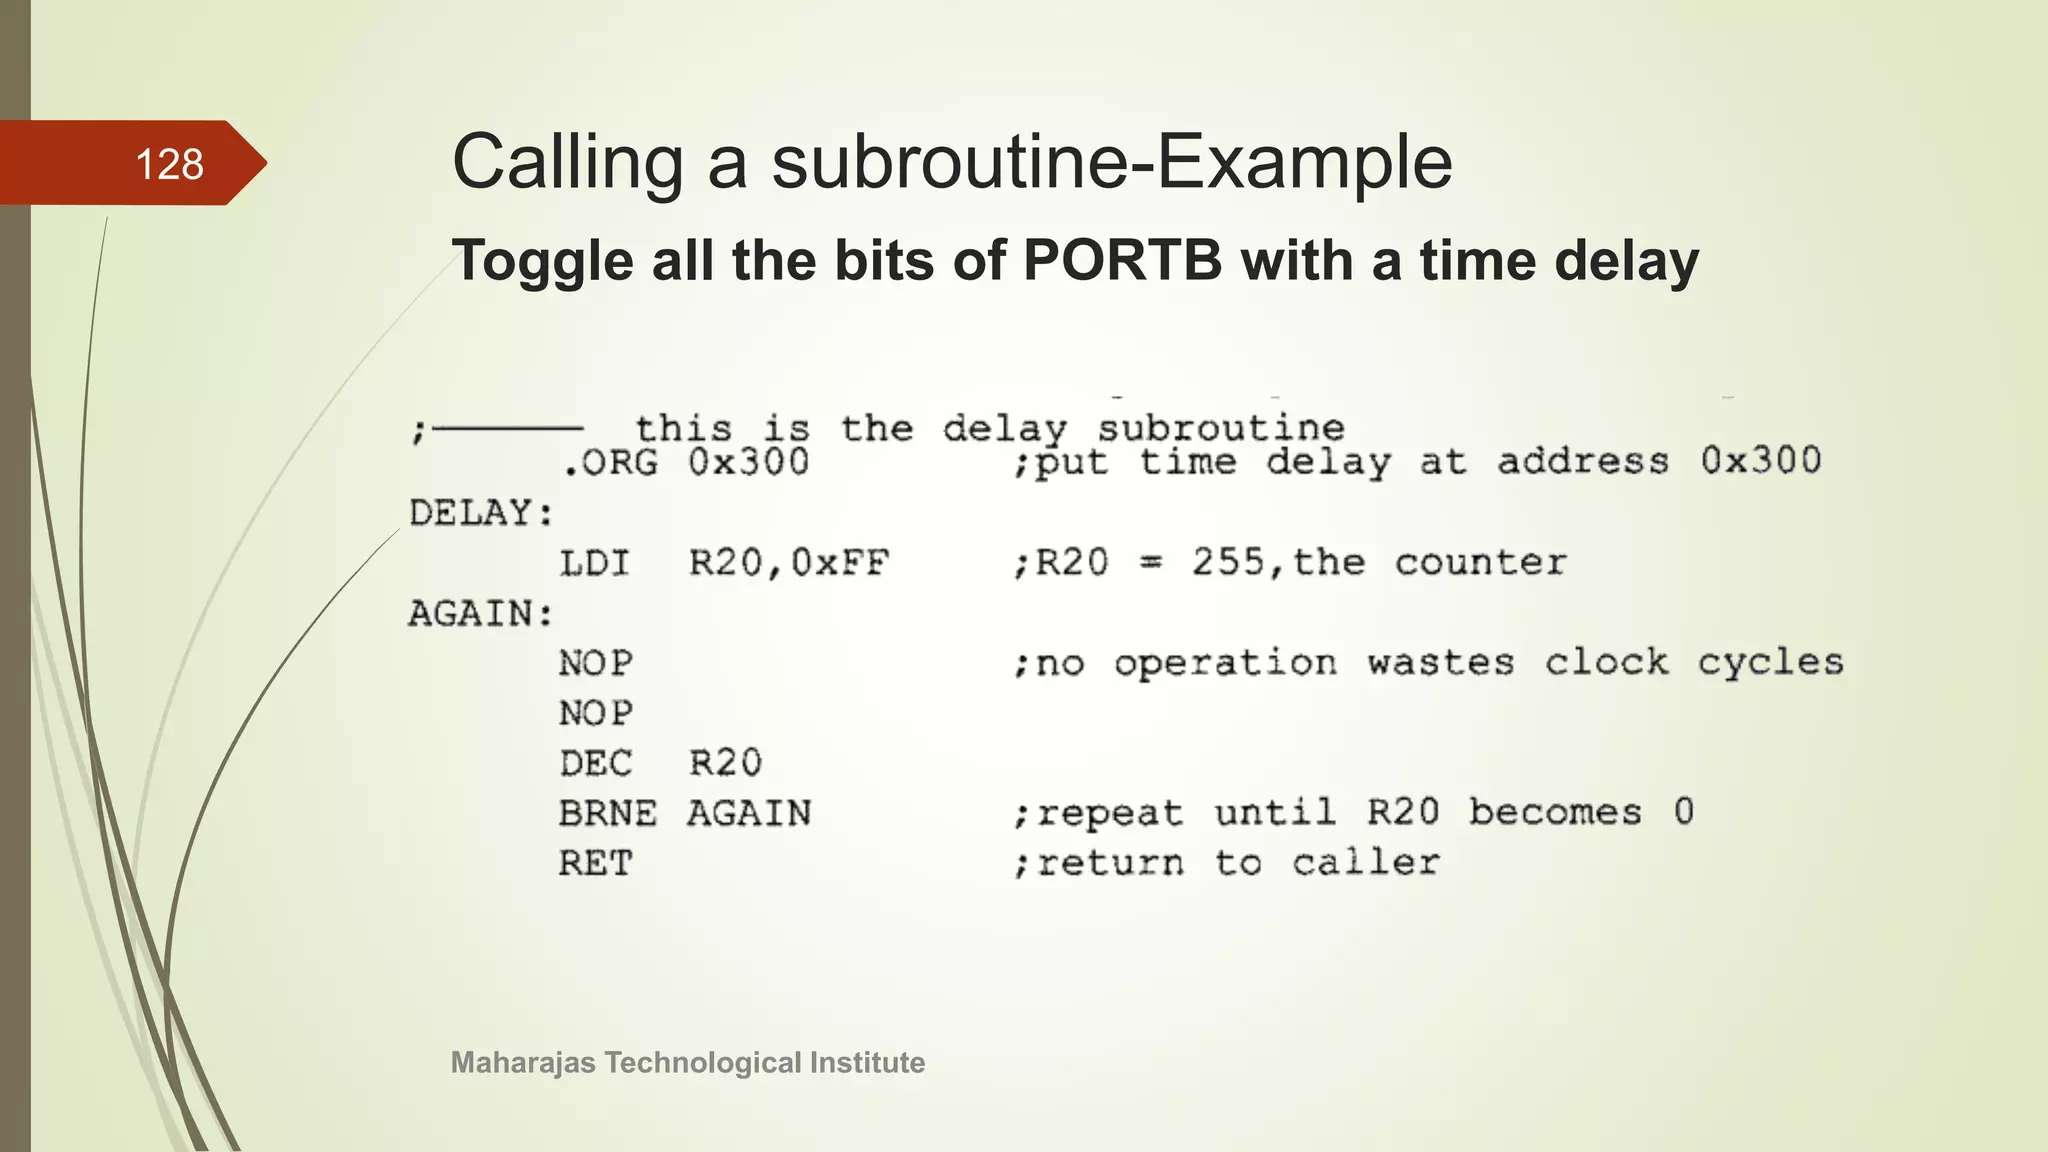 128
Calling a subroutine-Example
Toggle all the bits of PORTB with a time delay
;—————— this is the delay subroutine
.ORG 0x300 ;put time delay at address 0x300
DELAY:
LDI R20,0xFF ;R20 = 255,the counter
AGAIN:
NOP ;no operation wastes clock cycles
NOP
DEC R20
BRNE AGAIN ;repeat until R20 becomes 0
RET ;return to caller
Maharajas Technological Institute